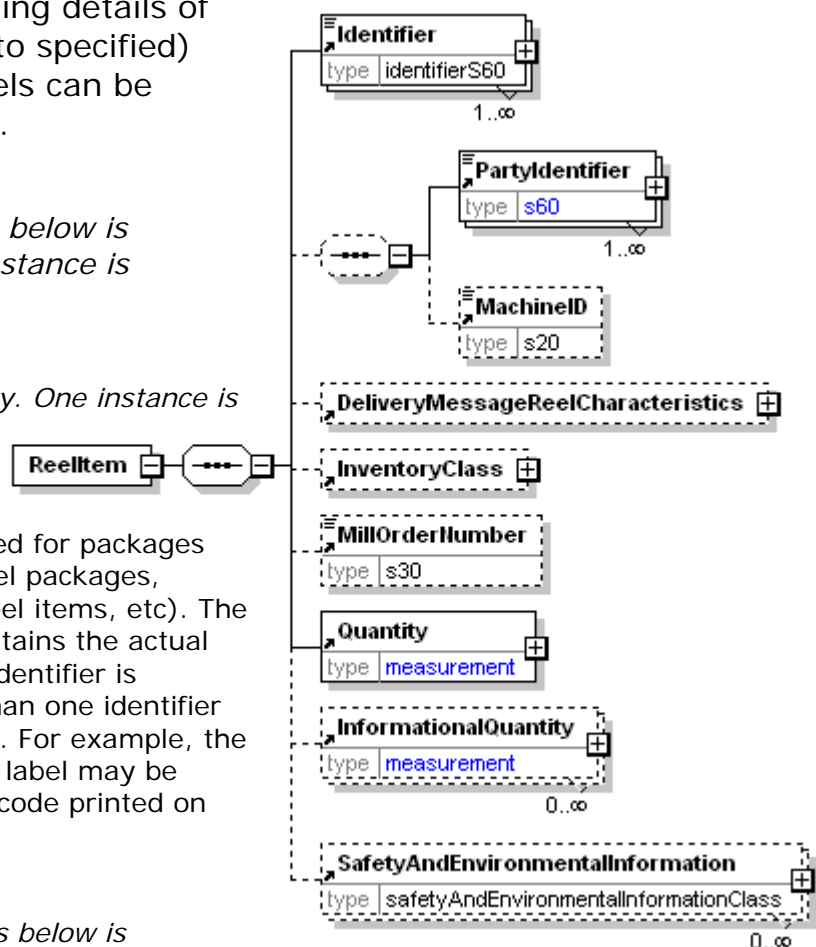 ing details of
to specified)
els can be
.
below is
stance is
y. One instance is
ed for packages
el packages,
eel items, etc). The
tains the actual
dentifier is
han one identifier
. For example, the
label may be
code printed on
s below is
ReelItem
Identifier
type identifierS60
1..∞
PartyIdentifier
type s60
1..∞
MachineID
type s20
DeliveryMessageReelCharacteristics
InventoryClass
MillOrderNumber
type s30
Quantity
type measurement
InformationalQuantity
type measurement
0..∞
SafetyAndEnvironmentalInformation
type safetyAndEnvironmentalInformationClass
0..∞